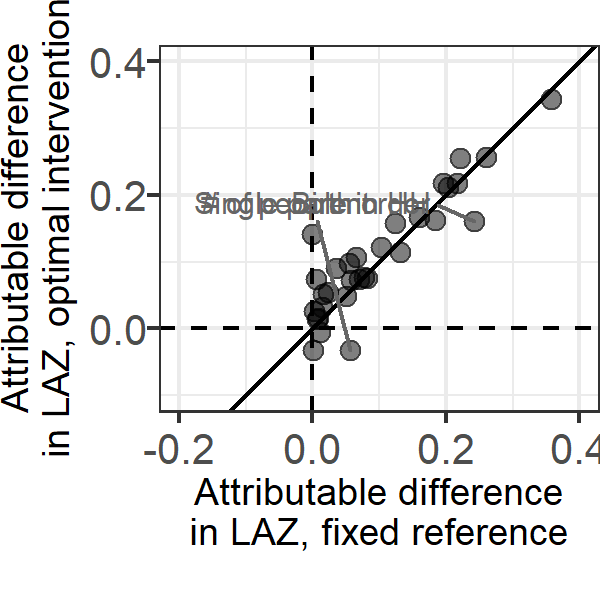 Attributable difference
in LAZ, optimal intervention
0.4
0.2
0.0
-0.2
0.0
0.2
0.4
Attributable difference
in LAZ, fixed reference